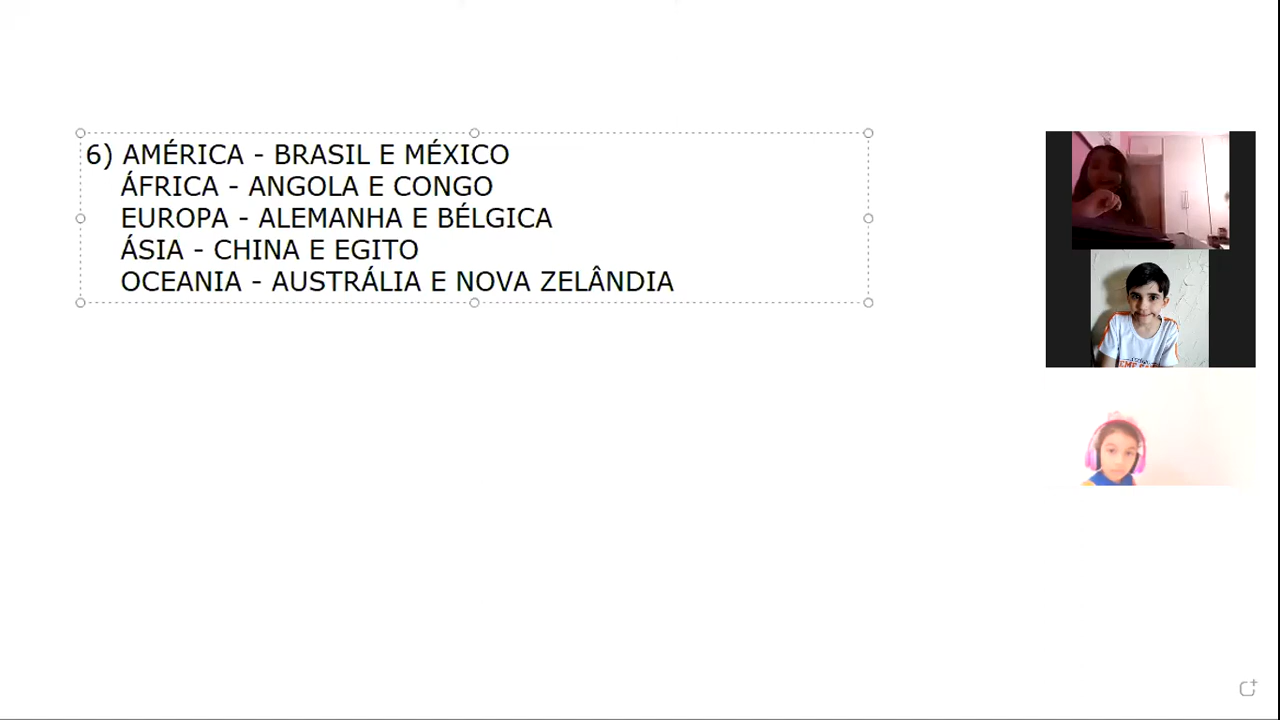 6) AMÉRICA - BRASIL E MÉXICO
ÁFRICA - ANGOLA E CONGO
EUROPA - ALEMANHA E BÉLGICA
ÁSIA - CHINA E EGITO
OCEANIA - AUSTRÁLIA E NOVA ZELÂNDIA